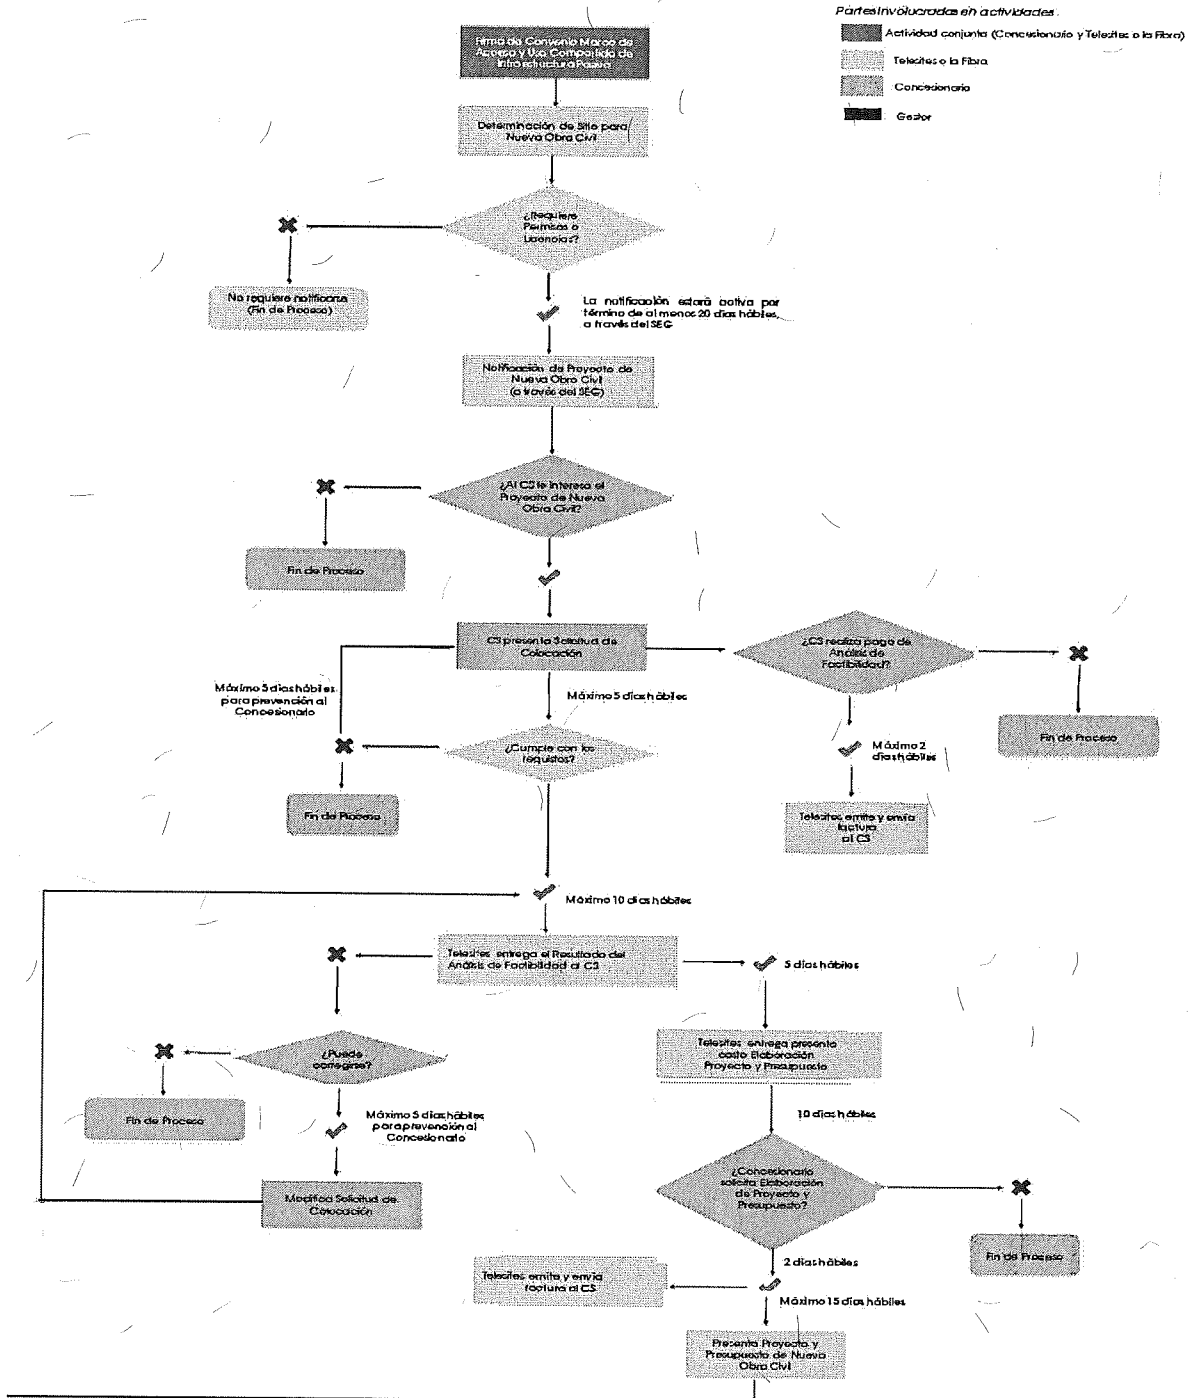 Partes involucradas en actividades:
Actividad conjunta (Concesionario y Telesites o la Fibra)
Telesites o la Fibra
Concesionario
Gestor
Firma de Convenio Marco de
Acceso y Uso Compartido de
Infraestructura Pasiva
Determinación de Sitio para
Nueva Obra Civil
¿Requiere
Permisos o
Licencias?
No requiere notificarse
(Fin de Proceso)
La notificación estará activa por
término de al menos 20 días hábiles,
a través del SEG
Notificación de Proyecto de
Nueva Obra Civil
(a través del SEG)
¿Al CS le interesa el
Proyecto de Nueva
Obra Civil?
Fin de Proceso
CS presenta Solicitud de
Colocación
¿CS realiza pago de
Análisis de
Factibilidad?
Máximo 5 días hábiles
para prevención al
Concesionario
Máximo 5 días hábiles
¿Cumple con los
requistos?
Fin de Proceso
Máximo 2
días hábiles
Fin de Proceso
Telesites emite y envía
factura
al CS
Máximo 10 días hábiles
Telesites entrega el Resultado del
Análisis de Factibilidad al CS
5 días hábiles
¿Puede
corregirse?
Fin de Proceso
Telesites entrega presenta
costo Elaboración
Proyecto y Presupuesto
Máximo 5 días hábiles
para prevención al
Concesionario
10 días hábiles
Modifica Solicitud de
Colocación
¿Concesionario
solicita Elaboración
de Proyecto y
Presupuesto?
Fin de Proceso
2 días hábiles
Telesites emite y envía
factura al CS
Máximo 15 días hábiles
Presenta Proyecto y
Presupuesto de Nueva
Obra Civil